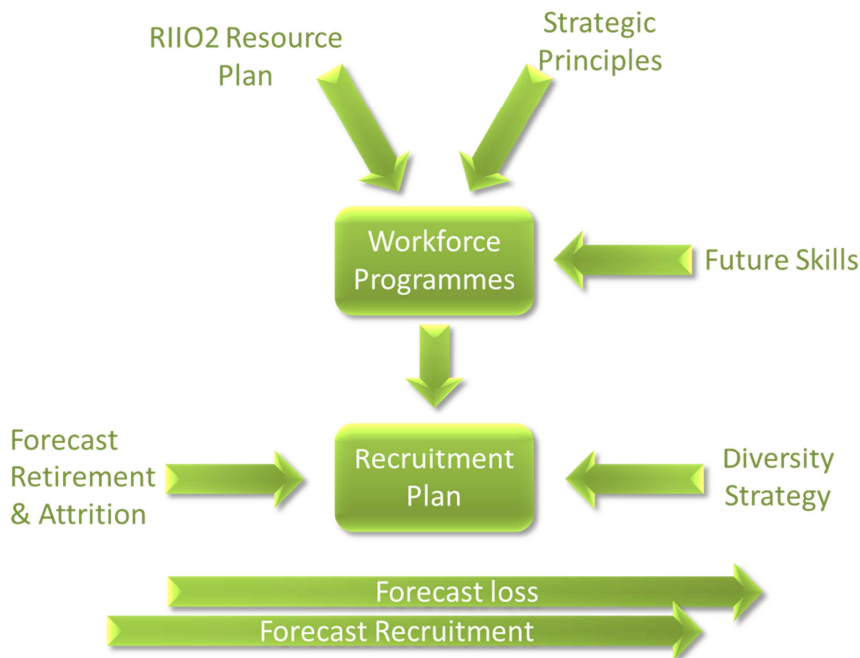 RIIO2 Resource
Plan
Strategic
Principles
Workforce
Programmes
Future Skills
Forecast
Retirement
& Attrition
Recruitment
Plan
Diversity
Strategy
Forecast loss
Forecast Recruitment